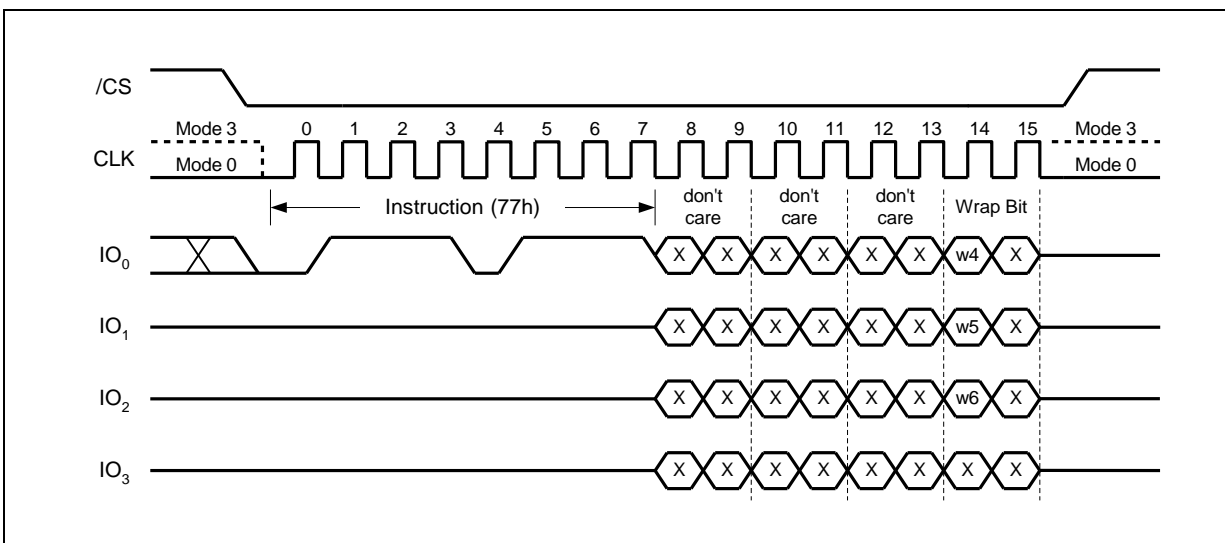 /CS
Mode 3 0 1 2 3 4 5 6 7 8 9 10 11 12 13 14 15 Mode 3
CLK
Mode 0 Mode 0
Instruction (77h) don't care don't care don't care Wrap Bit
IO0 X X X X X X w4 X
IO1 X X X X X X w5 X
IO2 X X X X X X w6 X
IO3 X X X X X X X X